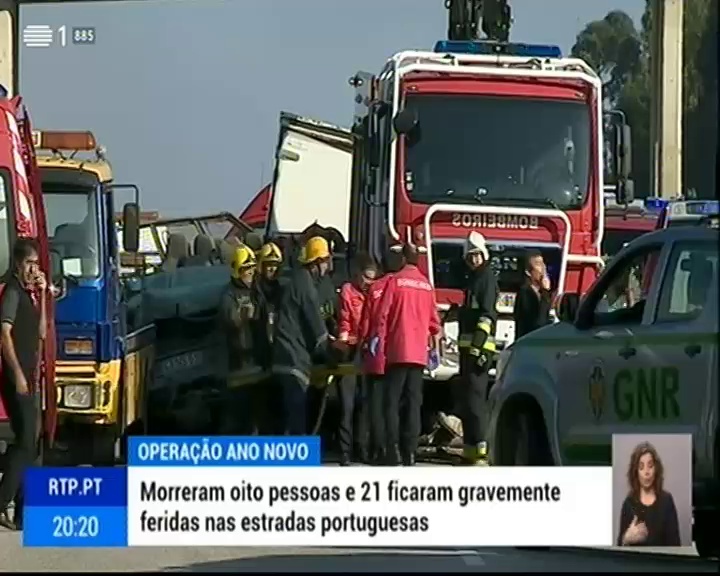 1 885
BOMBEIROS
GNR
OPERAÇÃO ANO NOVO
RTP.PT
20:20
Morreram oito pessoas e 21 ficaram gravemente
feridas nas estradas portuguesas